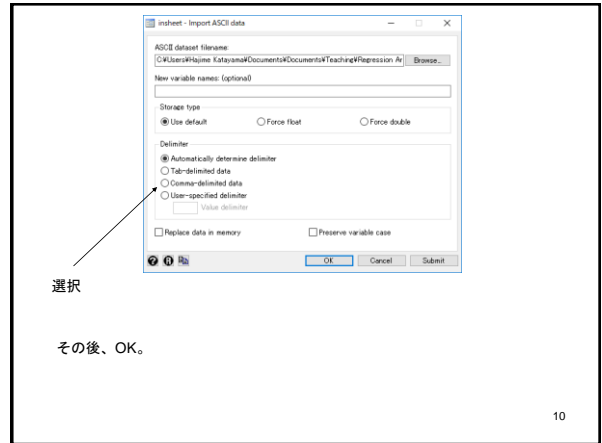 insheet - Import ASCII data
ASCII dataset filename:
C:¥Users¥Hajime Katayama¥Documents¥Documents¥Teaching¥Regression Ar
Browse...
New variable names: (optional)
Storage type
Use default
Force float
Force double
Delimiter
Automatically determine delimiter
Tab-delimited data
Comma-delimited data
User-specified delimiter
Value delimiter
Replace data in memory
Preserve variable case
OK
Cancel
Submit
選択
その後、OK。
10